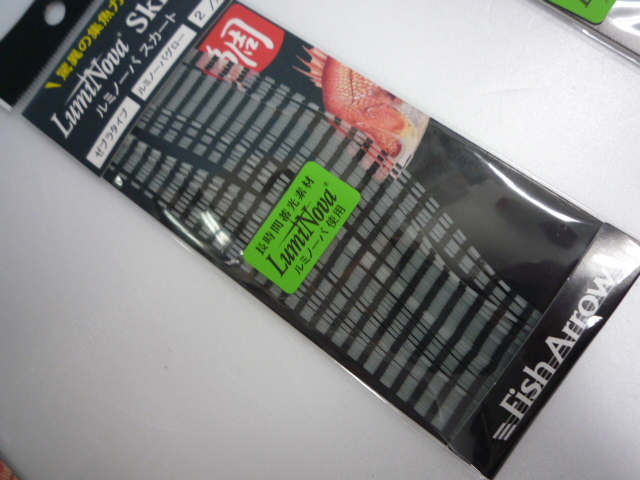 驚異の集魚力
LumiNova® Sk
ルミノーバ スカート
ゼブラタイプ
ルミノーバグロー
2
鯛
長時間蓄光素材
LumiNova®
ルミノーバ使用
Fish Arrow